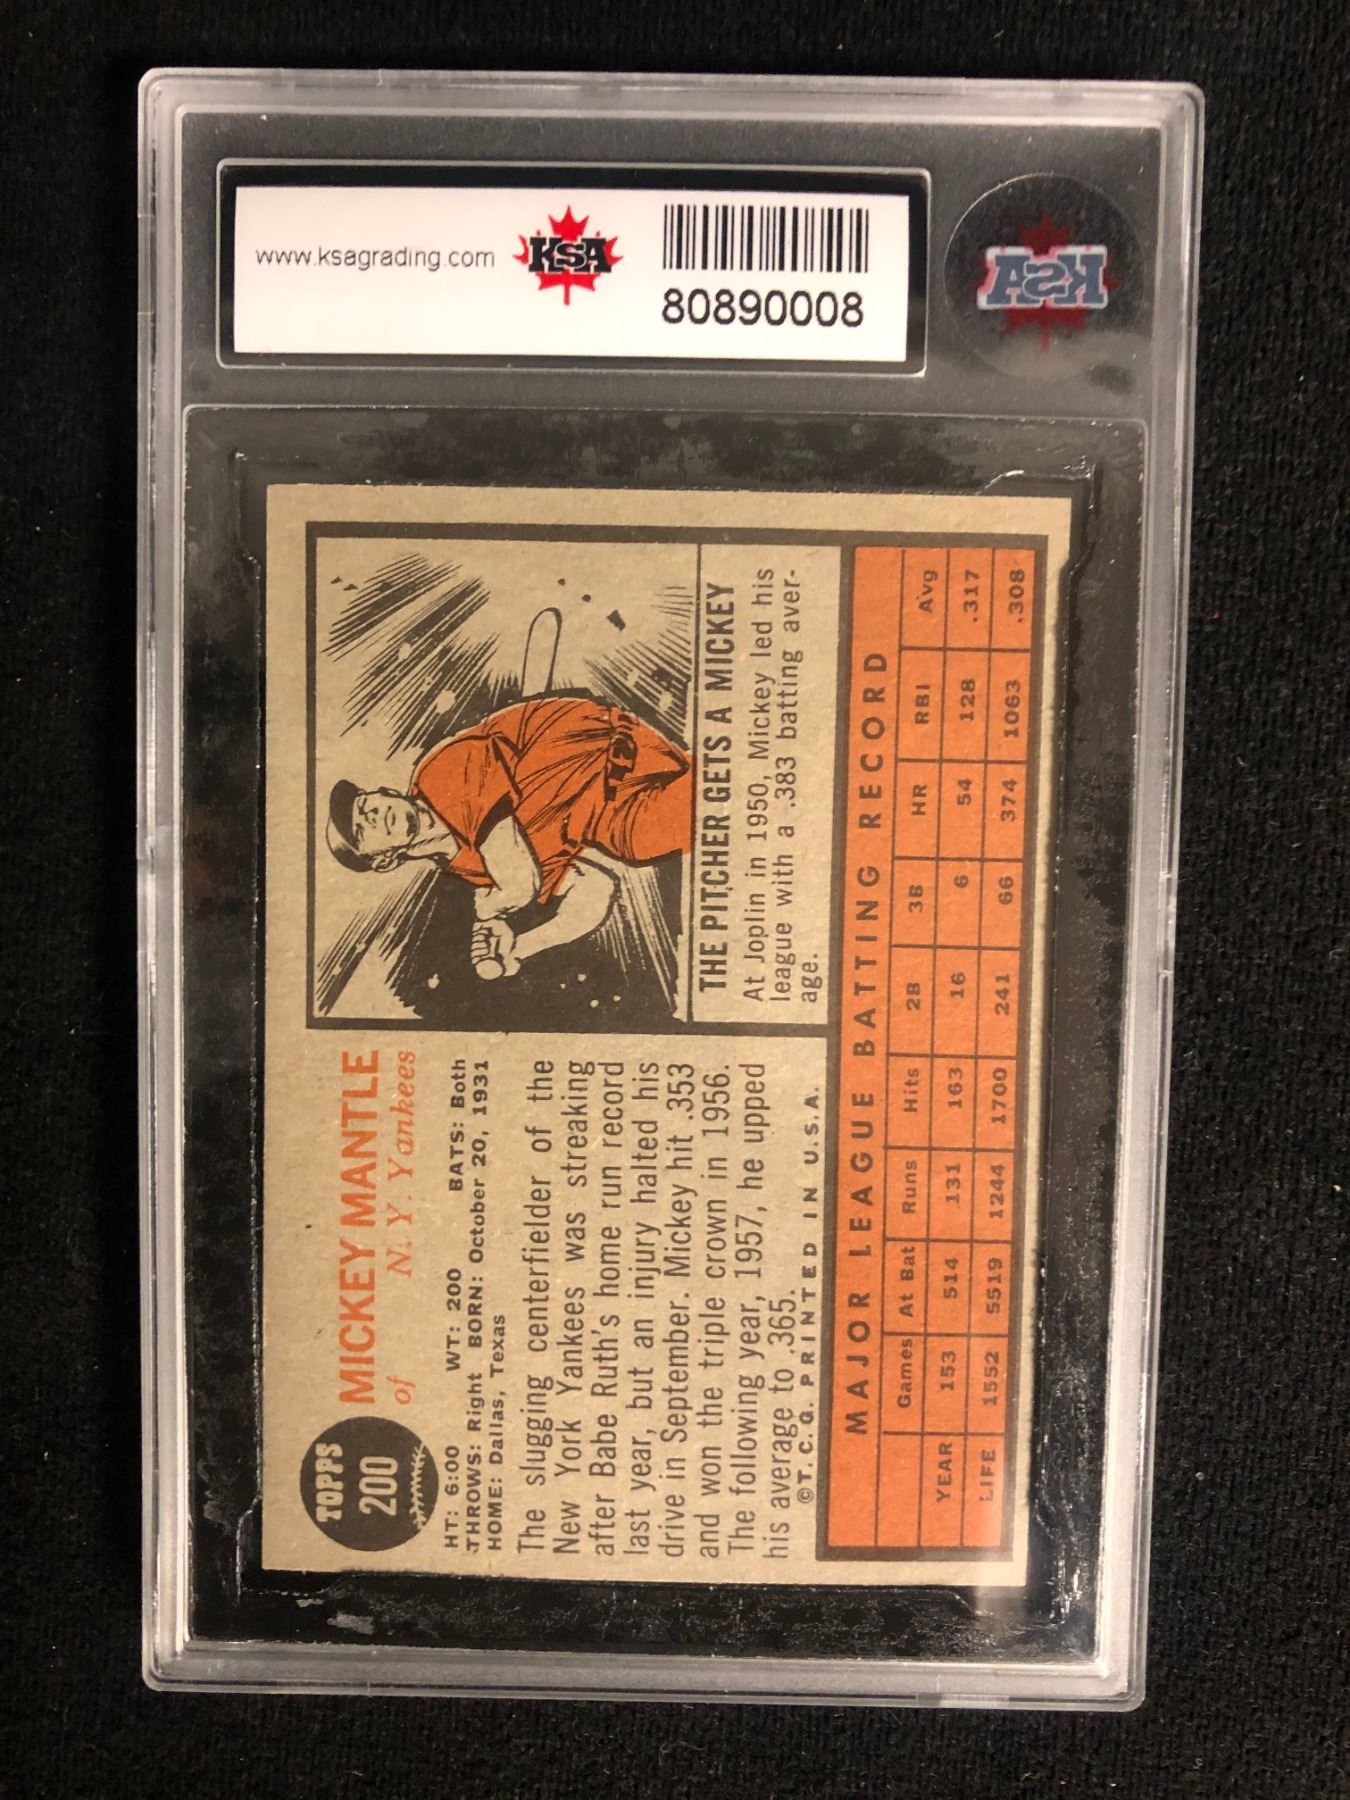 www.ksagrading.com
KSA
80890008
KSA
TOPPS
200
MICKEY MANTLE
of N. Y. Yankees
HT: 6:00 WT: 200 BATS: Both
THROWS: Right BORN: October 20, 1931
HOME: Dallas, Texas
The slugging centerfielder of the
New York Yankees was streaking
after Babe Ruth's home run record
last year, but an injury halted his
drive in September. Mickey hit .353
and won the triple crown in 1956.
The following year, 1957, he upped
his average to .365.
©T. C. G. PRINTED IN U.S.A.
THE PITCHER GETS A MICKEY
At Joplin in 1950, Mickey led his
league with a .383 batting aver-
age.
MAJOR LEAGUE BATTING RECORD
Games At Bat Runs Hits 2B 3B HR RBI Avg
YEAR 153 514 131 163 16 6 54 128 .317
LIFE 1552 5519 1244 1700 241 66 374 1063 .308